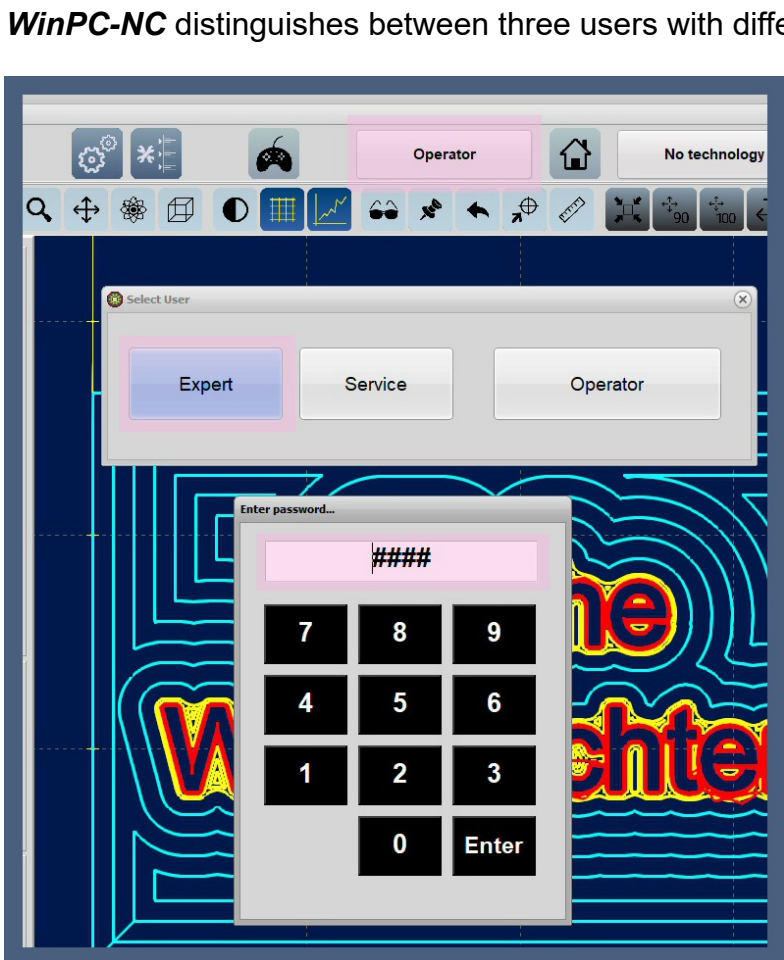 WinPC-NC distinguishes between three users with diffe
Operator
No technology
90
100
Select User
Expert
Service
Operator
Enter password...
####
7 8 9
4 5 6
1 2 3
0 Enter